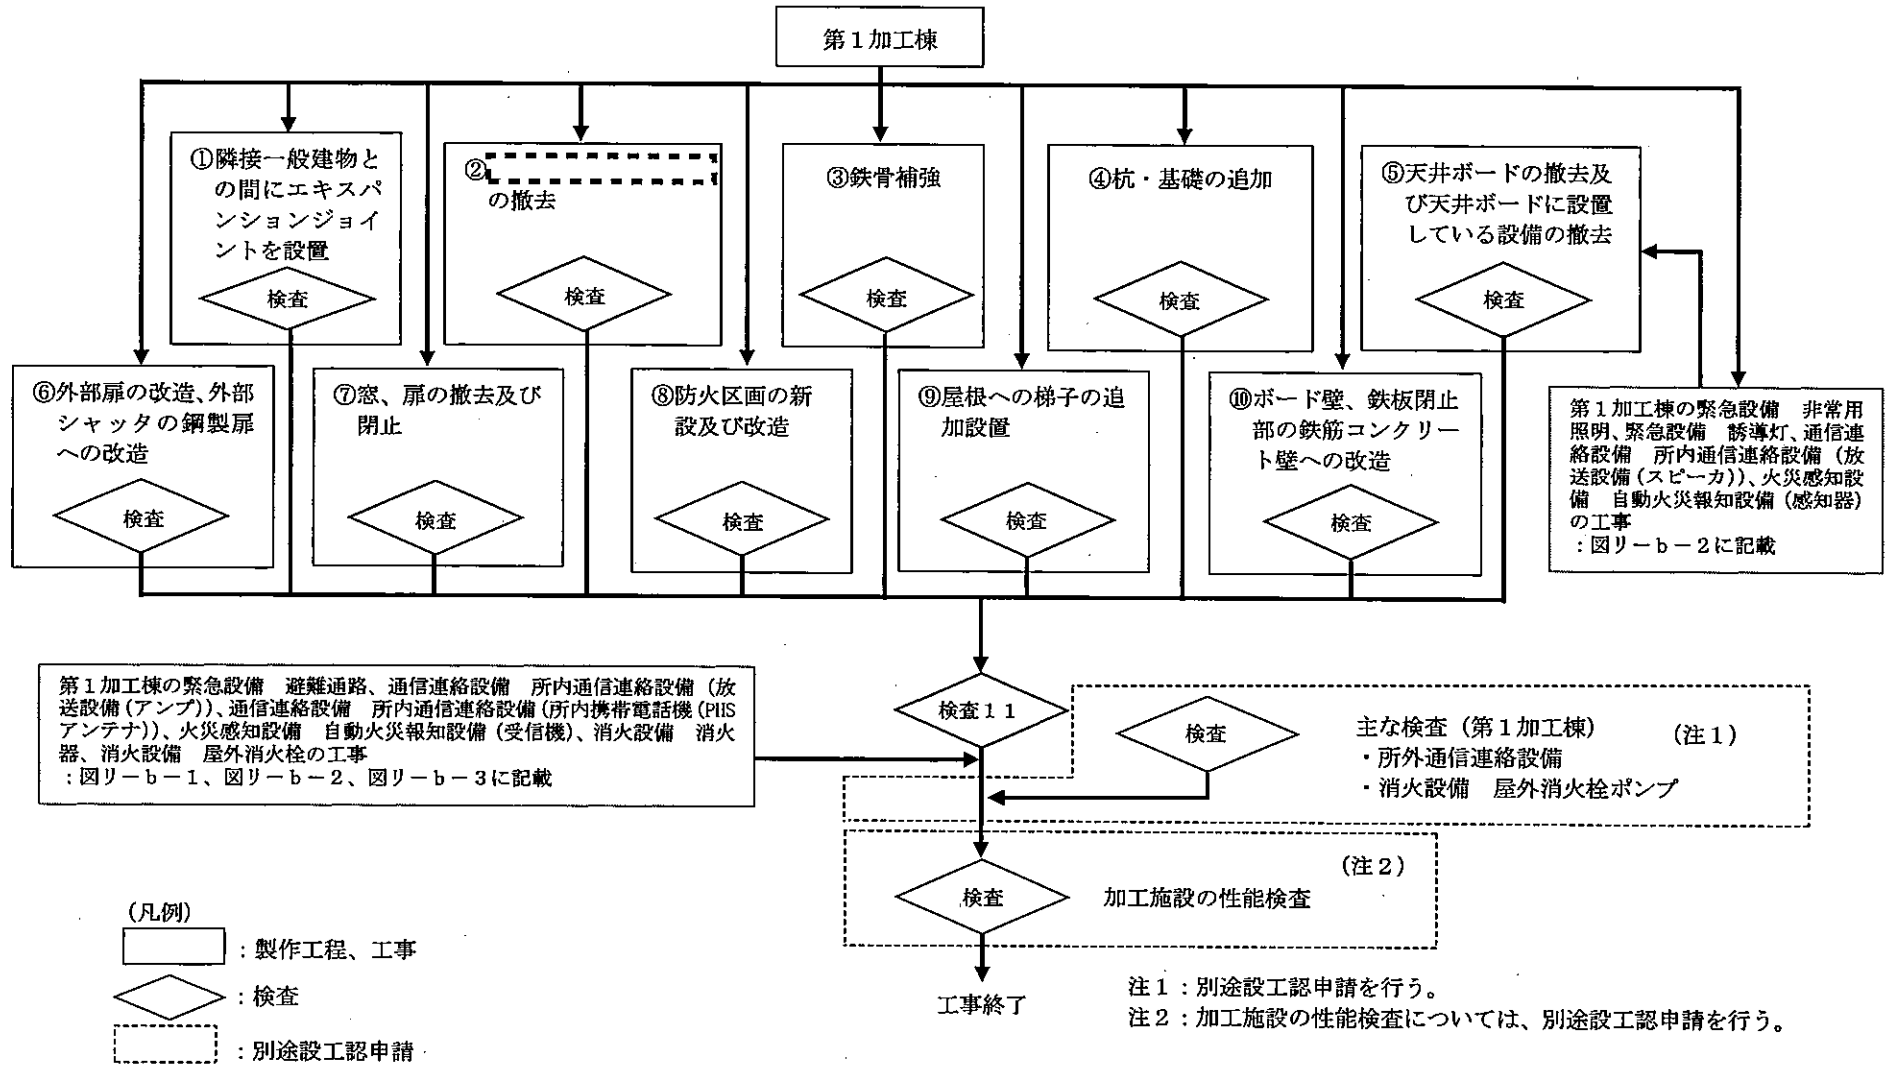 第1加工棟
①隣接一般建物と
の間にエキスパ
ンションジョイ
ントを設置
検査
②
の撤去
検査
③鉄骨補強
検査
④杭・基礎の追加
検査
⑤天井ボードの撤去及
び天井ボードに設置
している設備の撤去
検査
⑥外部扉の改造、外部
シャッタの鋼製扉
への改造
検査
⑦窓、扉の撤去及び
閉止
検査
⑧防火区画の新
設及び改造
検査
⑨屋根への梯子の追
加設置
検査
⑩ボード壁、鉄板閉止
部の鉄筋コンクリー
ト壁への改造
検査
第1加工棟の緊急設備 非常用
照明、緊急設備 誘導灯、通信連
絡設備 所内通信連絡設備(放
送設備(スピーカ))、火災感知設
備 自動火災報知設備(感知器)
の工事
:図リ-b-2に記載
第1加工棟の緊急設備 避難通路、通信連絡設備 所内通信連絡設備(放
送設備(アンプ))、通信連絡設備 所内通信連絡設備(所内携帯電話機(PHS
アンテナ))、火災感知設備 自動火災報知設備(受信機)、消火設備 消火
器、消火設備 屋外消火栓の工事
:図リ-b-1、図リ-b-2、図リ-b-3に記載
検査11
検査
主な検査(第1加工棟) (注1)
・所外通信連絡設備
・消火設備 屋外消火栓ポンプ
(注2)
検査 加工施設の性能検査
工事終了
(凡例)
:製作工程、工事
:検査
:別途設工認申請
注1:別途設工認申請を行う。
注2:加工施設の性能検査については、別途設工認申請を行う。